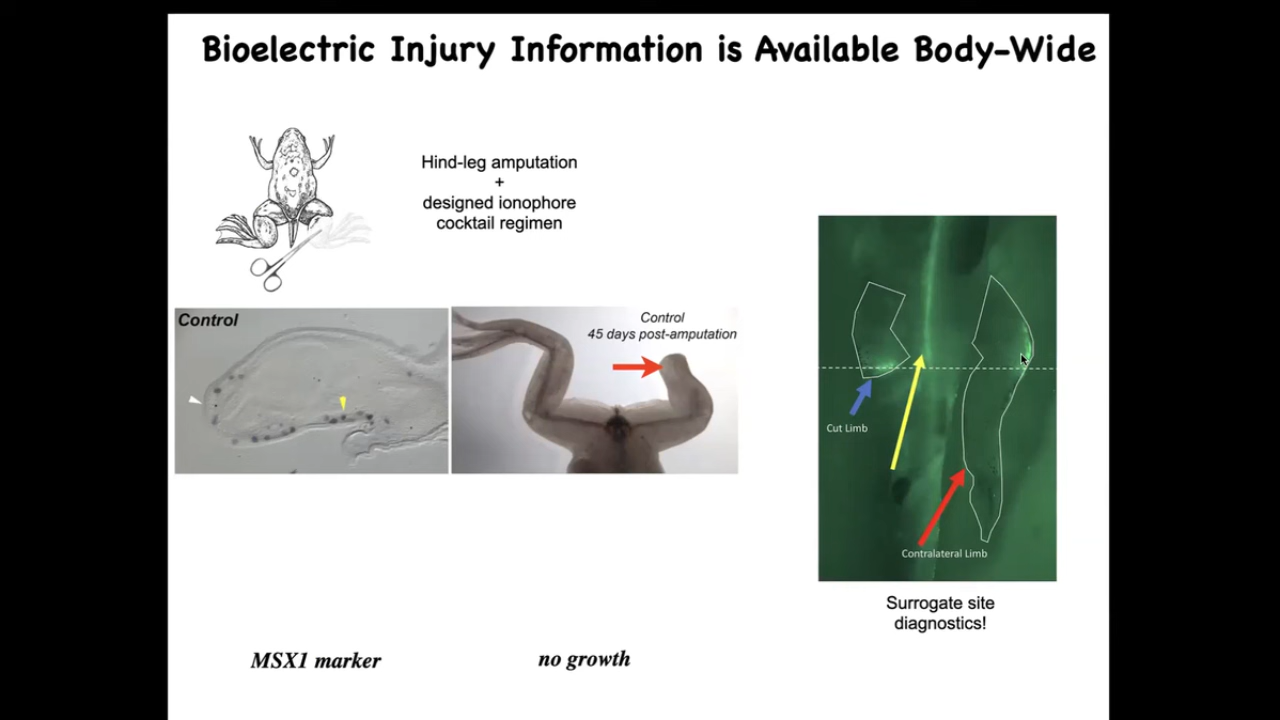 Bioelectric Injury Information is Available Body-Wide
Hind-leg amputation
+
designed ionophore
cocktail regimen
Control
Control
45 days post-amputation
Cut Limb
Contralateral Limb
Surrogate site
diagnostics!
MSX1 marker
no growth